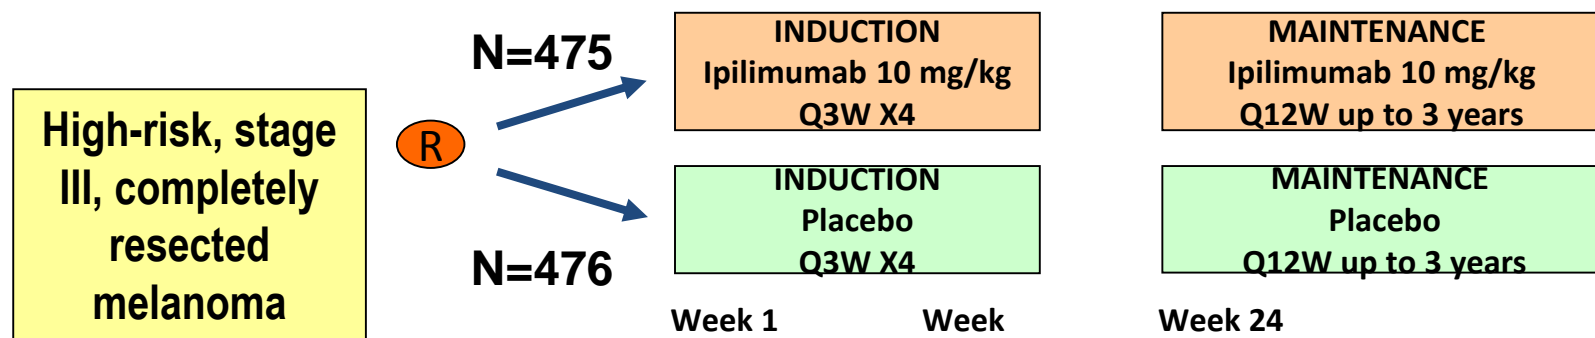 High-risk, stage
III, completely
resected
melanoma
R
N=475
N=476
INDUCTION
Ipilimumab 10 mg/kg
Q3W X4
MAINTENANCE
Ipilimumab 10 mg/kg
Q12W up to 3 years
INDUCTION
Placebo
Q3W X4
MAINTENANCE
Placebo
Q12W up to 3 years
Week 1
Week
Week 24